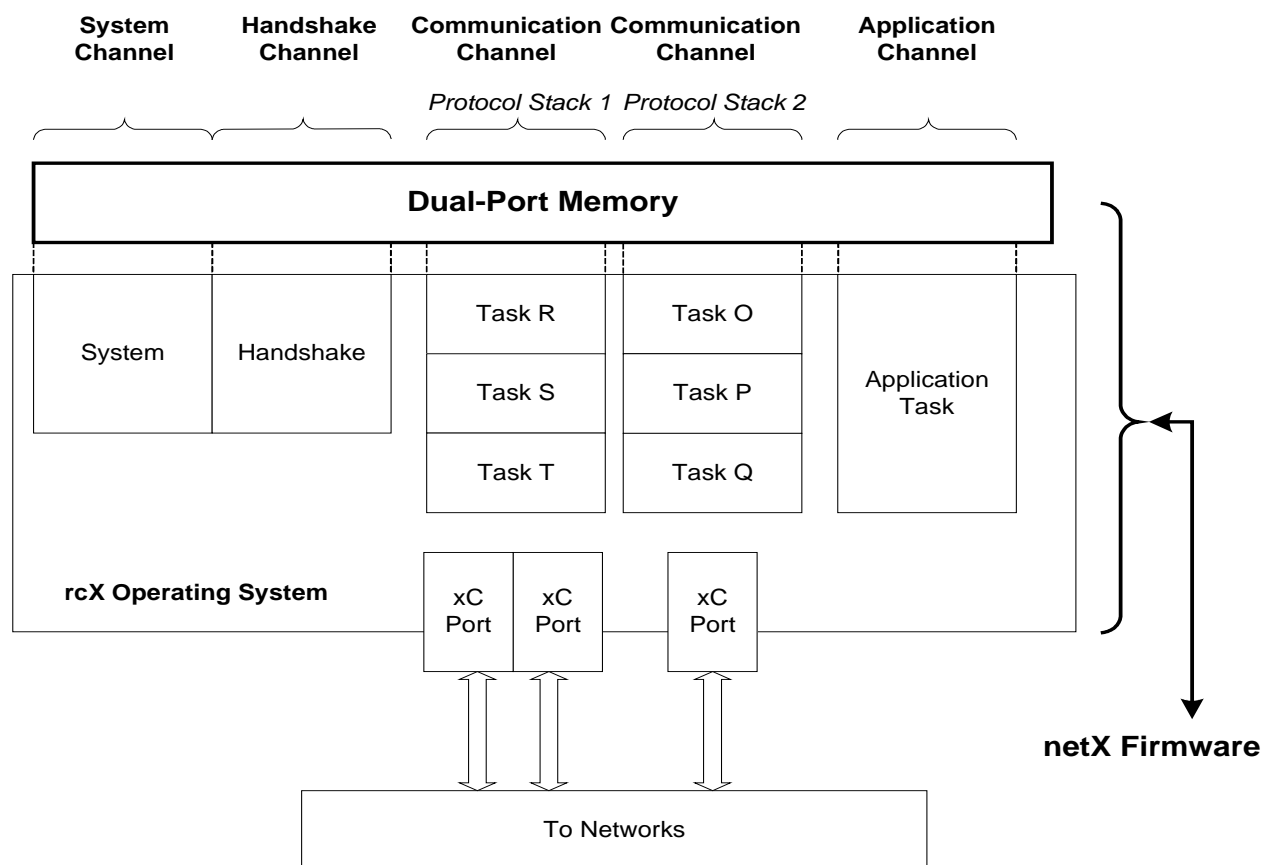 System
Channel
Handshake
Channel
Communication
Channel
Communication
Channel
Application
Channel
Protocol Stack 1
Protocol Stack 2
Dual-Port Memory
System
Handshake
Task R
Task S
Task T
Task O
Task P
Task Q
Application
Task
rcX Operating System
xC
Port
xC
Port
xC
Port
netX Firmware
To Networks